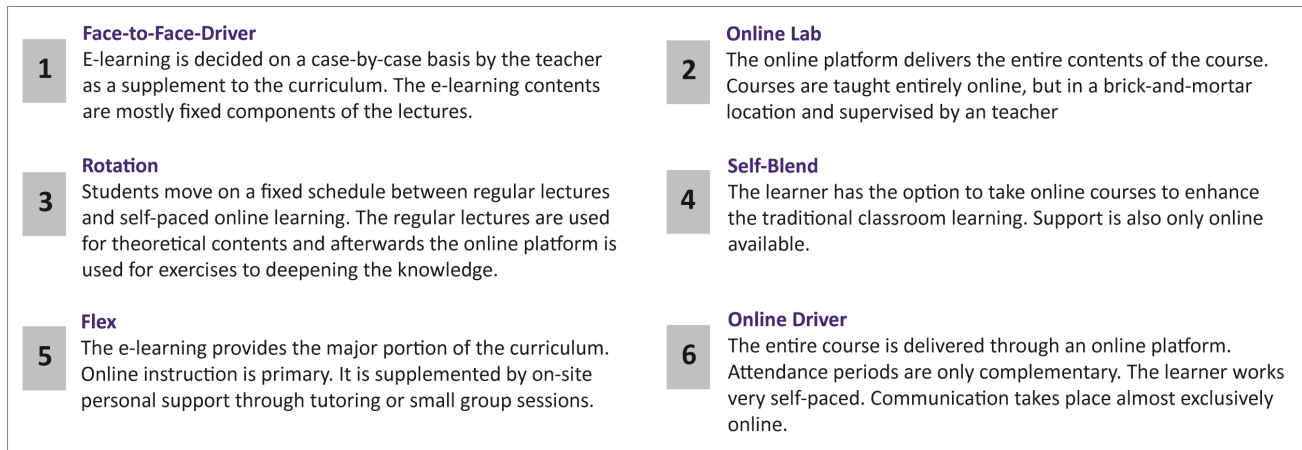 Face-to-Face-Driver
1
E-learning is decided on a case-by-case basis by the teacher
as a supplement to the curriculum. The e-learning contents
are mostly fixed components of the lectures.
Online Lab
2
The online platform delivers the entire contents of the course.
Courses are taught entirely online, but in a brick-and-mortar
location and supervised by an teacher
Rotation
3
Students move on a fixed schedule between regular lectures
and self-paced online learning. The regular lectures are used
for theoretical contents and afterwards the online platform is
used for exercises to deepening the knowledge.
Self-Blend
4
The learner has the option to take online courses to enhance
the traditional classroom learning. Support is also only online
available.
Flex
5
The e-learning provides the major portion of the curriculum.
Online instruction is primary. It is supplemented by on-site
personal support through tutoring or small group sessions.
Online Driver
6
The entire course is delivered through an online platform.
Attendance periods are only complementary. The learner works
very self-paced. Communication takes place almost exclusively
online.